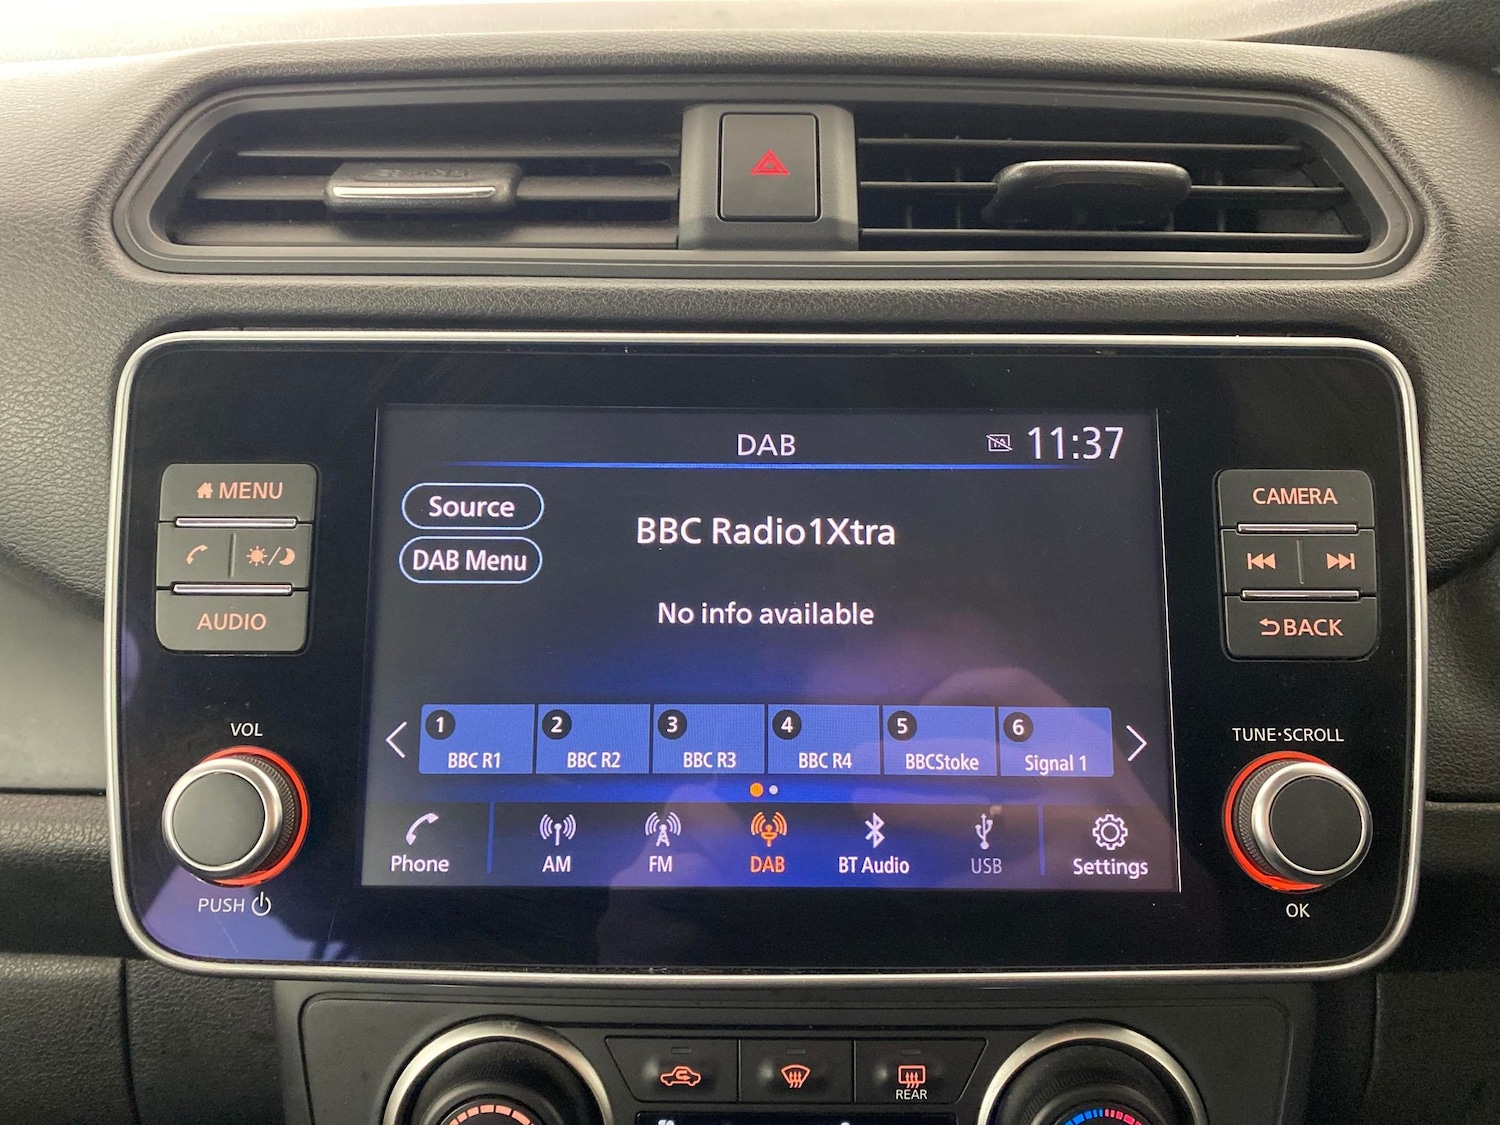 DAB
TA
11:37
MENU
AUDIO
VOL
PUSH
Source
DAB Menu
BBC Radio1Xtra
No info available
1 BBC R1
2 BBC R2
3 BBC R3
4 BBC R4
5 BBCStoke
6 Signal 1
Phone
AM
FM
DAB
BT Audio
USB
Settings
CAMERA
BACK
TUNE·SCROLL
OK
REAR